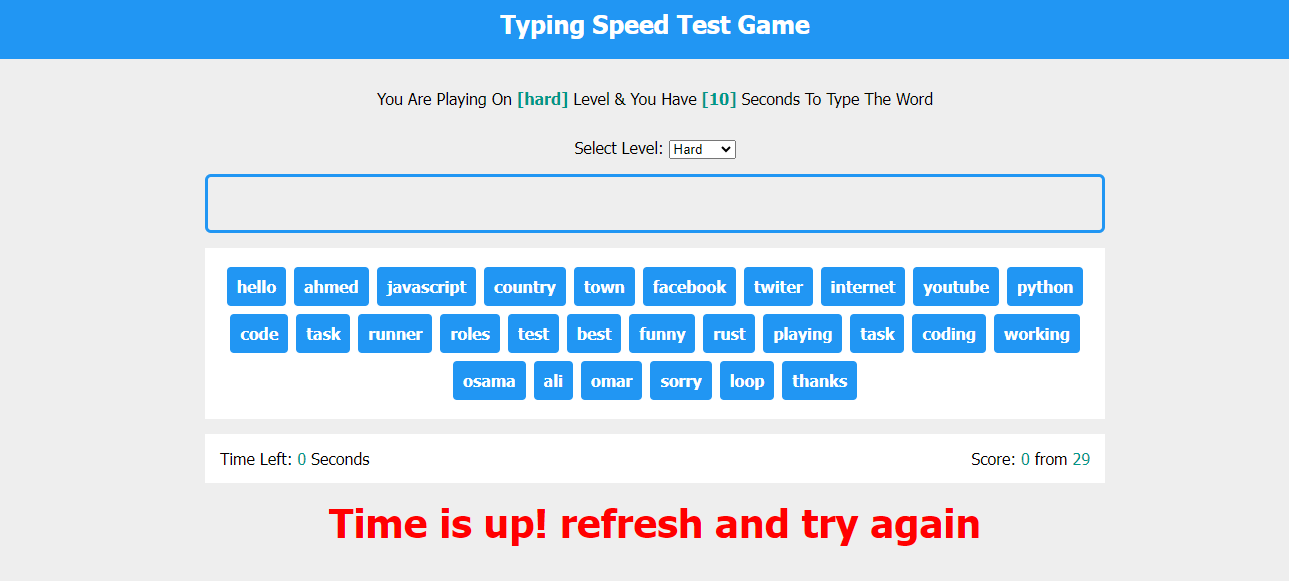 Typing Speed Test Game
You Are Playing On [hard] Level & You Have [10] Seconds To Type The Word
Select Level: Hard
hello ahmed javascript country town facebook twiter internet youtube python
code task runner roles test best funny rust playing task coding working
osama ali omar sorry loop thanks
Time Left: 0 Seconds Score: 0 from 29
Time is up! refresh and try again